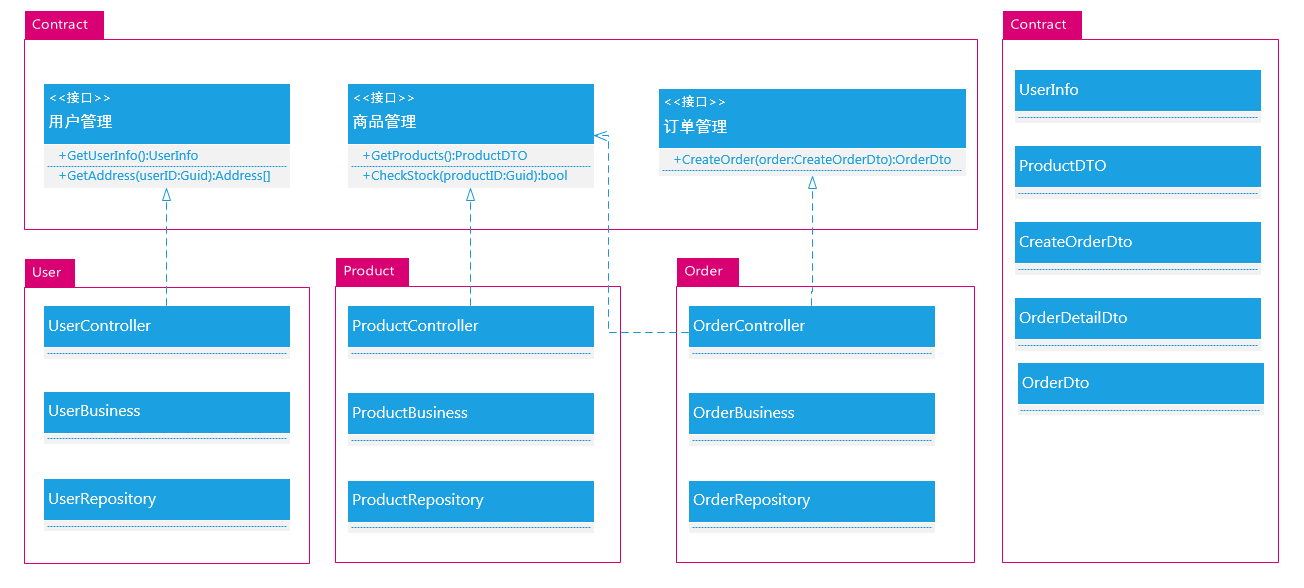 Contract
<<接口>>
用户管理
+GetUserInfo():UserInfo
+GetAddress(userID:Guid):Address[]
<<接口>>
商品管理
+GetProducts():ProductDTO
+CheckStock(productID:Guid):bool
<<接口>>
订单管理
+CreateOrder(order:CreateOrderDto):OrderDto
User
UserController
UserBusiness
UserRepository
Product
ProductController
ProductBusiness
ProductRepository
Order
OrderController
OrderBusiness
OrderRepository
Contract
UserInfo
ProductDTO
CreateOrderDto
OrderDetailDto
OrderDto